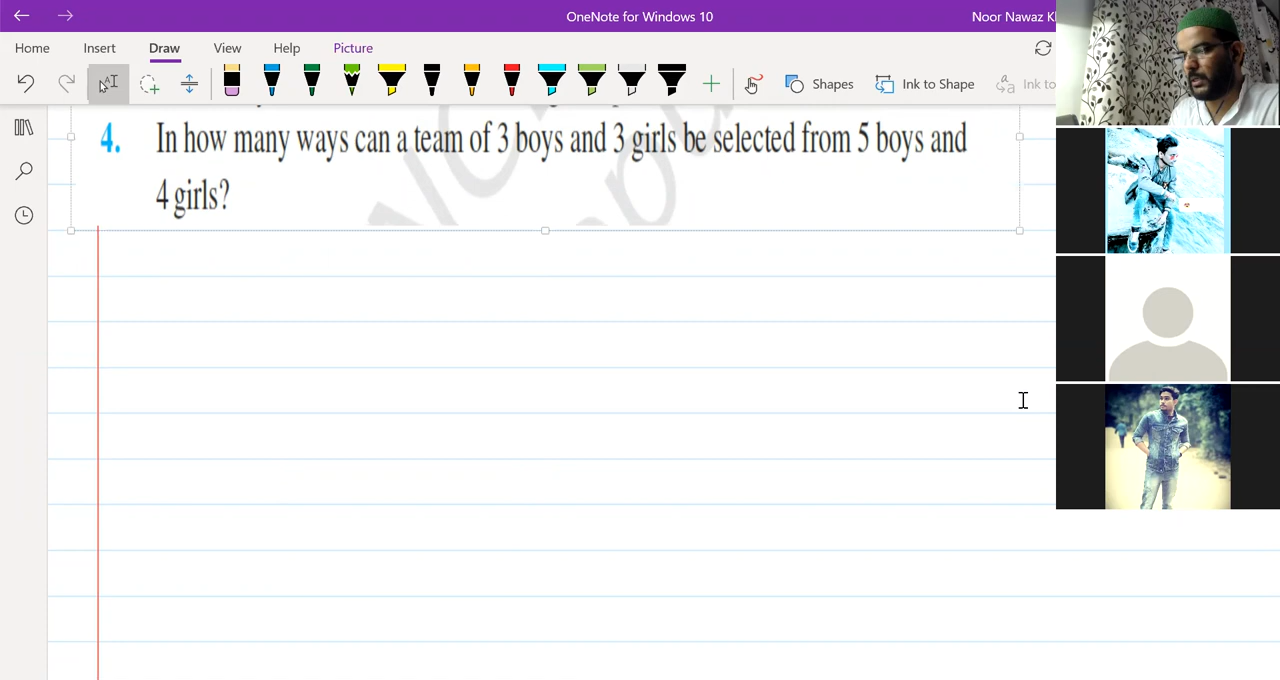 OneNote for Windows 10
Noor Nawaz K
Home Insert Draw View Help Picture
Shapes Ink to Shape Ink to
4. In how many ways can a team of 3 boys and 3 girls be selected from 5 boys and
4 girls?